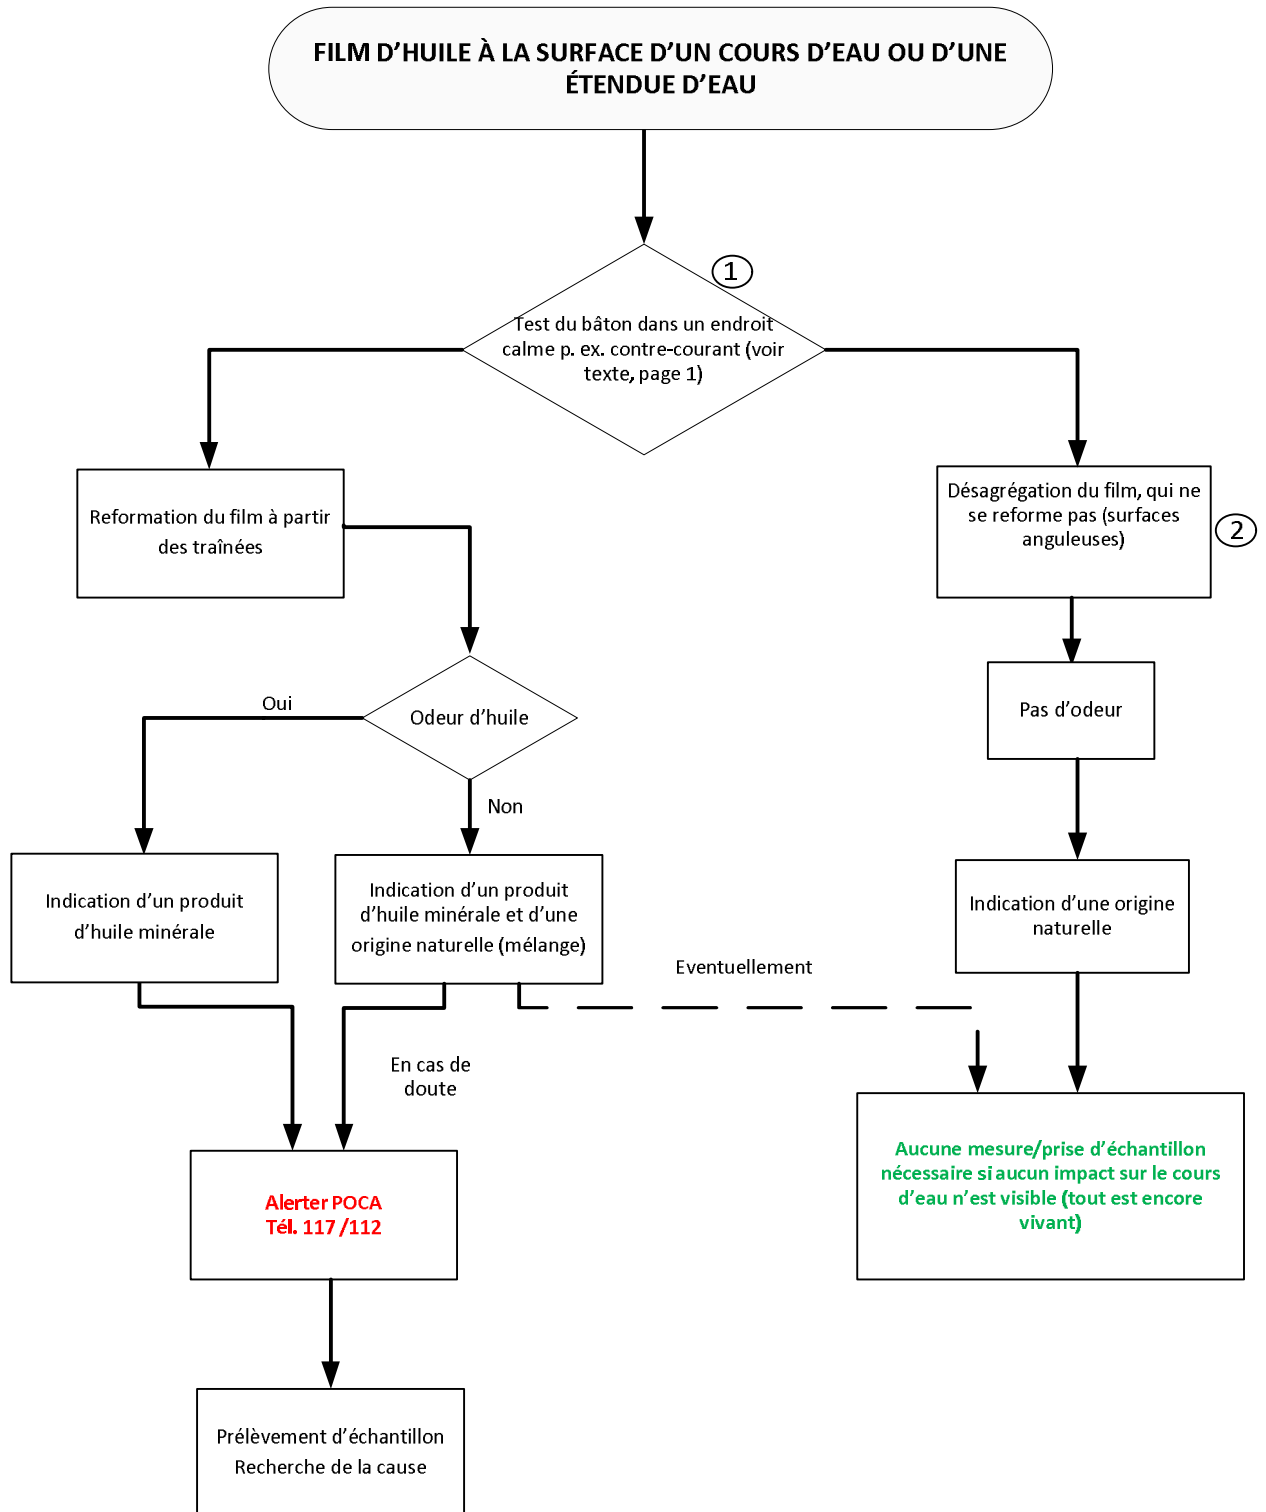 FILM D’HUILE À LA SURFACE D’UN COURS D’EAU OU D’UNE
ÉTENDUE D’EAU
1
Test du bâton dans un endroit
calme p. ex. contre-courant (voir
texte, page 1)
Reformation du film à partir
des traînées
Désagrégation du film, qui ne
se reforme pas (surfaces
anguleuses)
2
Oui
Odeur d’huile
Pas d’odeur
Non
Indication d’un produit
d’huile minérale
Indication d’un produit
d’huile minérale et d’une
origine naturelle (mélange)
Indication d’une origine
naturelle
Eventuellement
En cas de
doute
Aucune mesure/prise d’échantillon
nécessaire si aucun impact sur le cours
d’eau n’est visible (tout est encore
vivant)
Alerter POCA
Tél. 117 /112
Prélèvement d’échantillon
Recherche de la cause